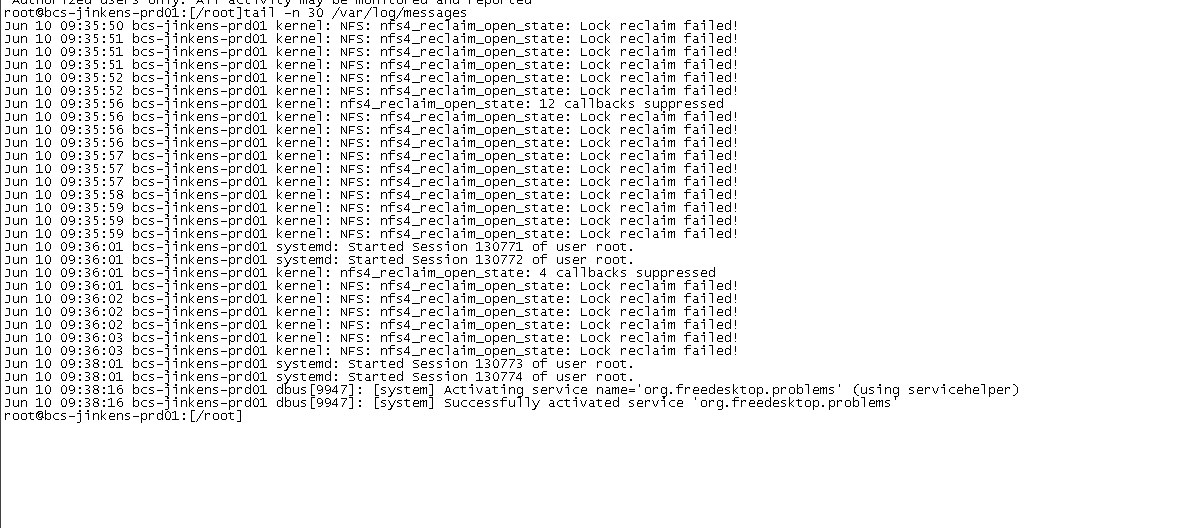 Authorized users only. All activity may be monitored and reported
root@bcs-jinkens-prd01:[/root]tail -n 30 /var/log/messages
Jun 10 09:35:50 bcs-jinkens-prd01 kernel: NFS: nfs4_reclaim_open_state: Lock reclaim failed!
Jun 10 09:35:51 bcs-jinkens-prd01 kernel: NFS: nfs4_reclaim_open_state: Lock reclaim failed!
Jun 10 09:35:51 bcs-jinkens-prd01 kernel: NFS: nfs4_reclaim_open_state: Lock reclaim failed!
Jun 10 09:35:51 bcs-jinkens-prd01 kernel: NFS: nfs4_reclaim_open_state: Lock reclaim failed!
Jun 10 09:35:52 bcs-jinkens-prd01 kernel: NFS: nfs4_reclaim_open_state: Lock reclaim failed!
Jun 10 09:35:52 bcs-jinkens-prd01 kernel: NFS: nfs4_reclaim_open_state: Lock reclaim failed!
Jun 10 09:35:56 bcs-jinkens-prd01 kernel: nfs4_reclaim_open_state: 12 callbacks suppressed
Jun 10 09:35:56 bcs-jinkens-prd01 kernel: NFS: nfs4_reclaim_open_state: Lock reclaim failed!
Jun 10 09:35:56 bcs-jinkens-prd01 kernel: NFS: nfs4_reclaim_open_state: Lock reclaim failed!
Jun 10 09:35:56 bcs-jinkens-prd01 kernel: NFS: nfs4_reclaim_open_state: Lock reclaim failed!
Jun 10 09:35:57 bcs-jinkens-prd01 kernel: NFS: nfs4_reclaim_open_state: Lock reclaim failed!
Jun 10 09:35:57 bcs-jinkens-prd01 kernel: NFS: nfs4_reclaim_open_state: Lock reclaim failed!
Jun 10 09:35:57 bcs-jinkens-prd01 kernel: NFS: nfs4_reclaim_open_state: Lock reclaim failed!
Jun 10 09:35:58 bcs-jinkens-prd01 kernel: NFS: nfs4_reclaim_open_state: Lock reclaim failed!
Jun 10 09:35:59 bcs-jinkens-prd01 kernel: NFS: nfs4_reclaim_open_state: Lock reclaim failed!
Jun 10 09:35:59 bcs-jinkens-prd01 kernel: NFS: nfs4_reclaim_open_state: Lock reclaim failed!
Jun 10 09:35:59 bcs-jinkens-prd01 kernel: NFS: nfs4_reclaim_open_state: Lock reclaim failed!
Jun 10 09:36:01 bcs-jinkens-prd01 systemd: Started Session 130771 of user root.
Jun 10 09:36:01 bcs-jinkens-prd01 systemd: Started Session 130772 of user root.
Jun 10 09:36:01 bcs-jinkens-prd01 kernel: nfs4_reclaim_open_state: 4 callbacks suppressed
Jun 10 09:36:01 bcs-jinkens-prd01 kernel: NFS: nfs4_reclaim_open_state: Lock reclaim failed!
Jun 10 09:36:02 bcs-jinkens-prd01 kernel: NFS: nfs4_reclaim_open_state: Lock reclaim failed!
Jun 10 09:36:02 bcs-jinkens-prd01 kernel: NFS: nfs4_reclaim_open_state: Lock reclaim failed!
Jun 10 09:36:02 bcs-jinkens-prd01 kernel: NFS: nfs4_reclaim_open_state: Lock reclaim failed!
Jun 10 09:36:03 bcs-jinkens-prd01 kernel: NFS: nfs4_reclaim_open_state: Lock reclaim failed!
Jun 10 09:36:03 bcs-jinkens-prd01 kernel: NFS: nfs4_reclaim_open_state: Lock reclaim failed!
Jun 10 09:38:01 bcs-jinkens-prd01 systemd: Started Session 130773 of user root.
Jun 10 09:38:01 bcs-jinkens-prd01 systemd: Started Session 130774 of user root.
Jun 10 09:38:16 bcs-jinkens-prd01 dbus[9947]: [system] Activating service name='org.freedesktop.problems' (using servicehelper)
Jun 10 09:38:16 bcs-jinkens-prd01 dbus[9947]: [system] Successfully activated service 'org.freedesktop.problems'
root@bcs-jinkens-prd01:[/root]